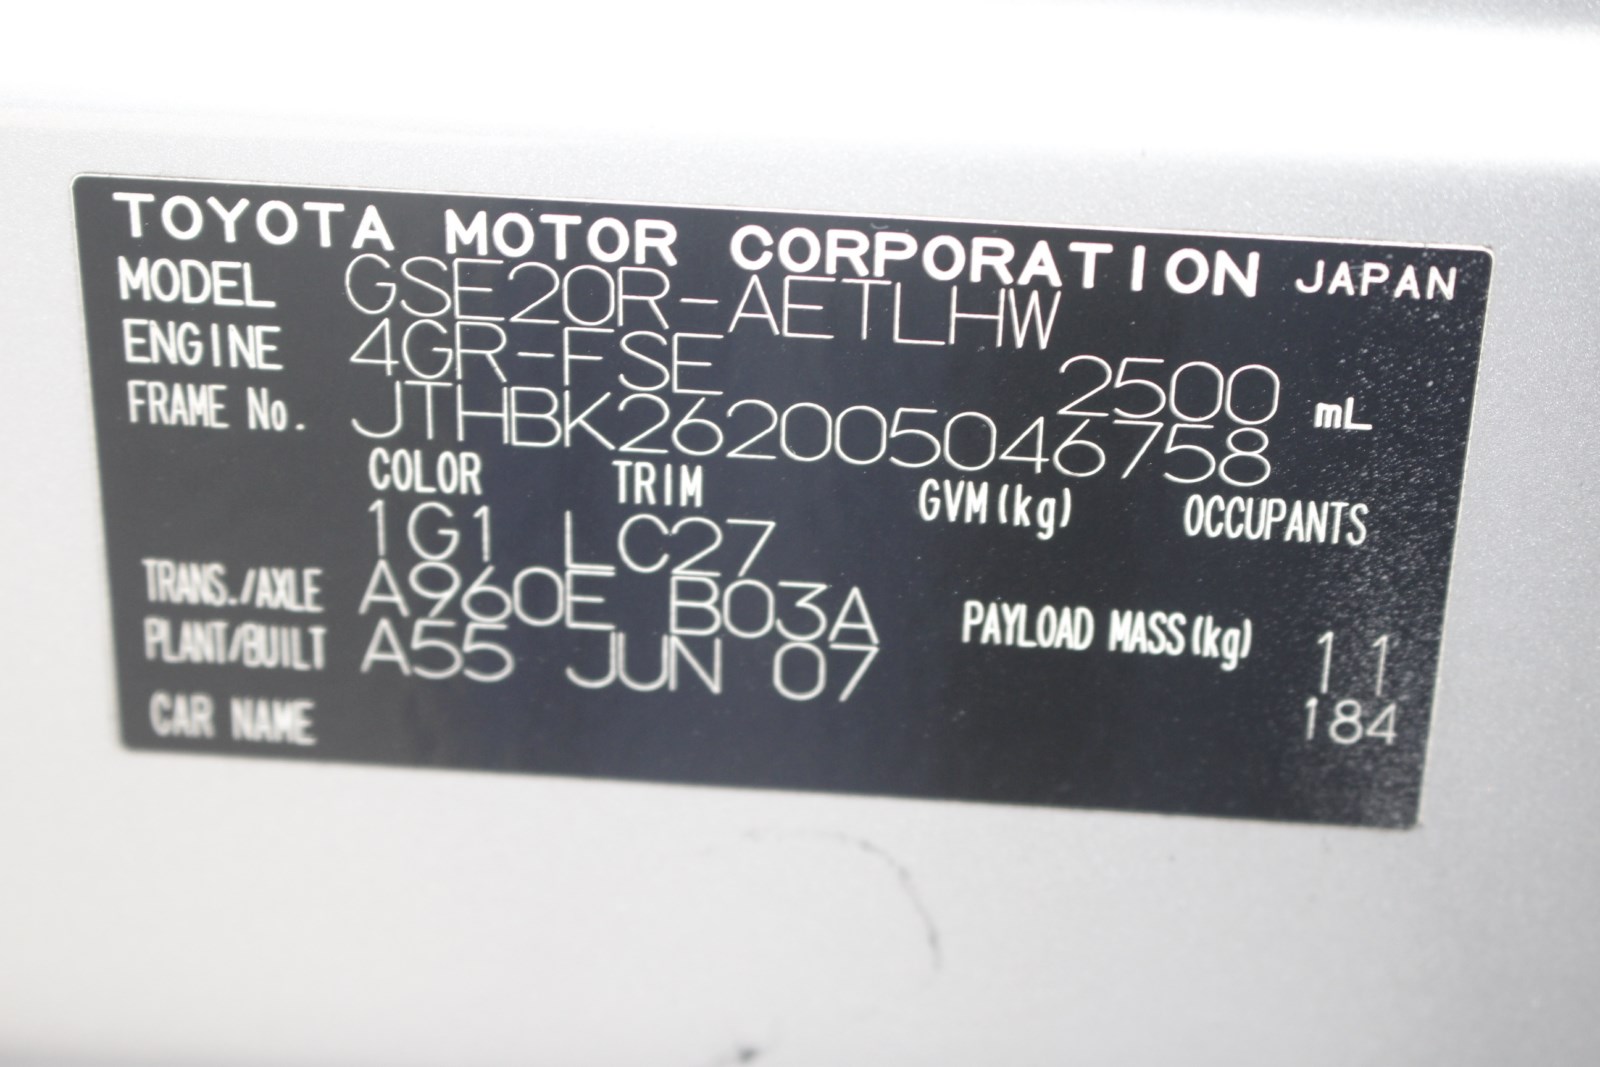 TOYOTA MOTOR CORPORATION JAPAN
MODEL GSE20R-AETLHW
ENGINE 4GR-FSE 2500 mL
FRAME No. JTHBK262005046758
COLOR TRIM GVM(kg) OCCUPANTS
1G1 LC27
TRANS./AXLE A960E B03A PAYLOAD MASS(kg) 11
PLANT/BUILT A55 JUN 07 184
CAR NAME